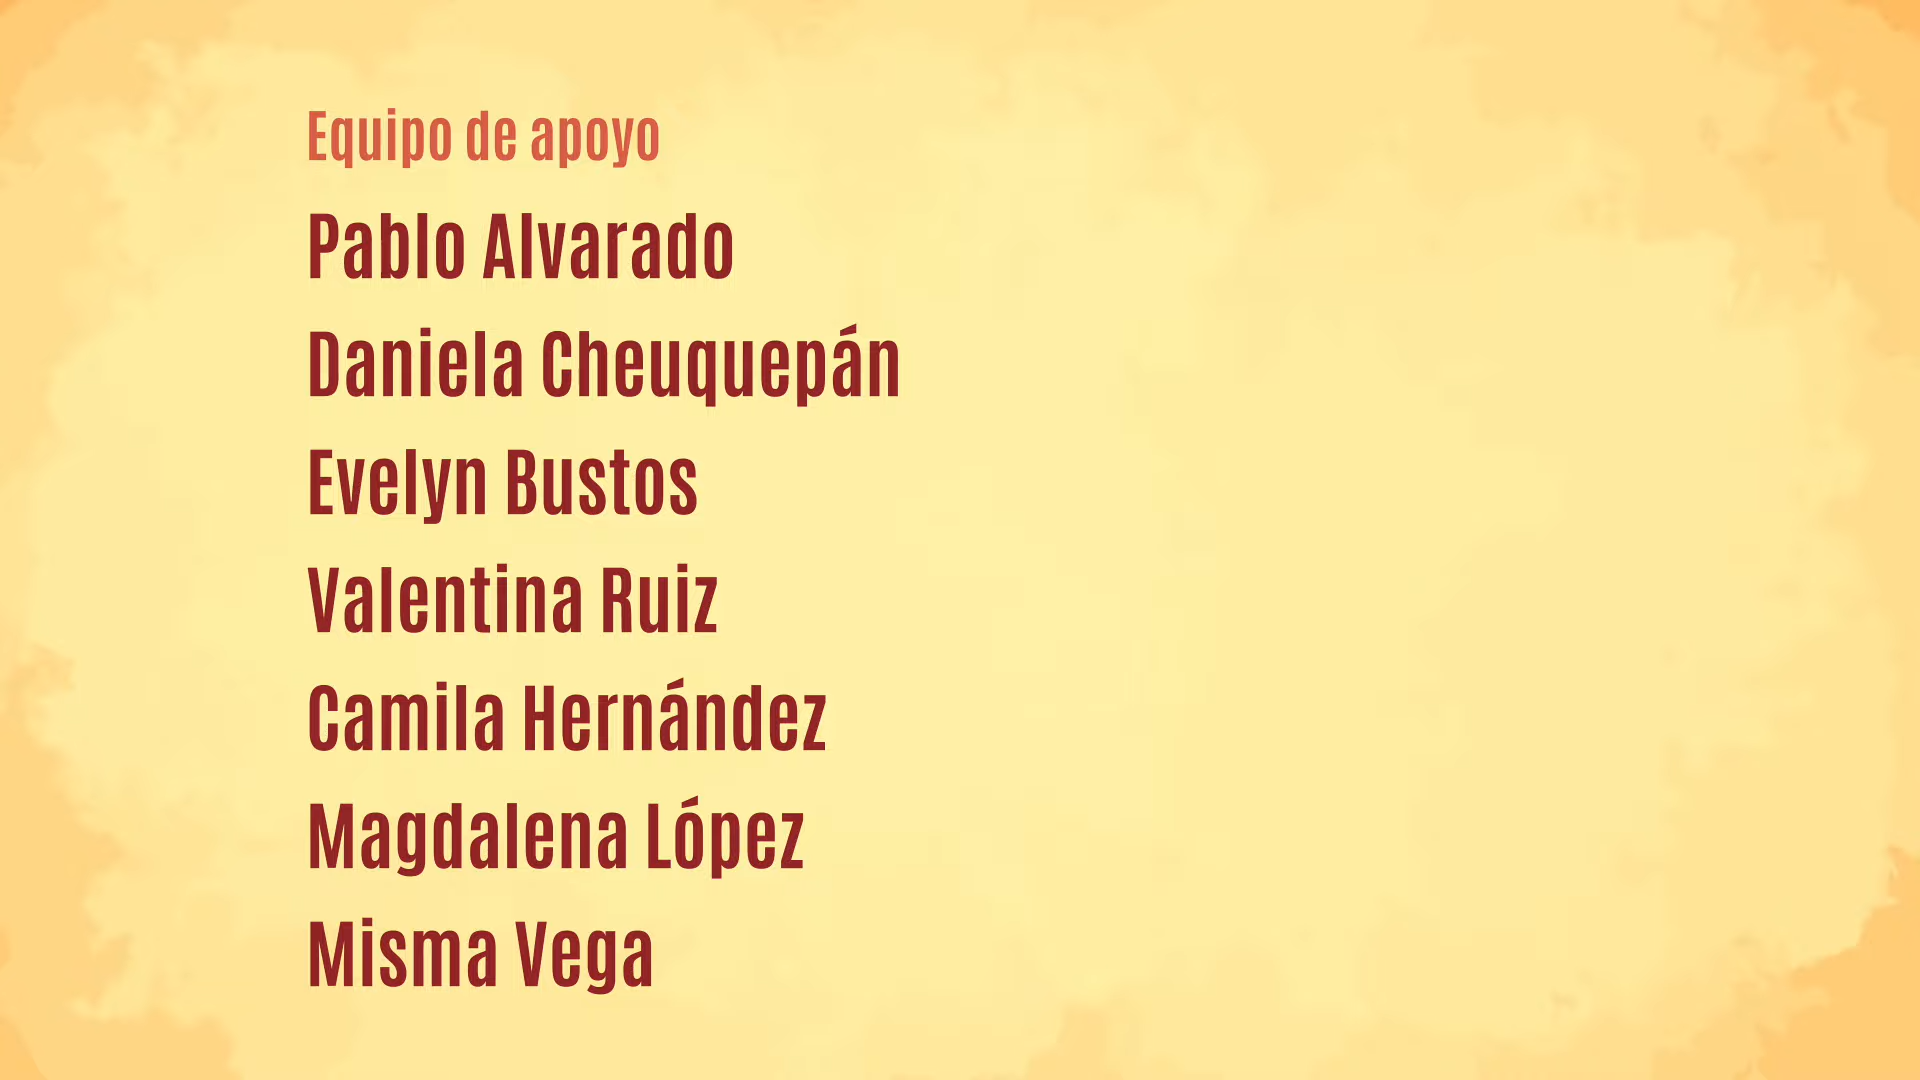 Equipo de apoyo
Pablo Alvarado
Daniela Cheuquepán
Evelyn Bustos
Valentina Ruiz
Camila Hernández
Magdalena López
Misma Vega